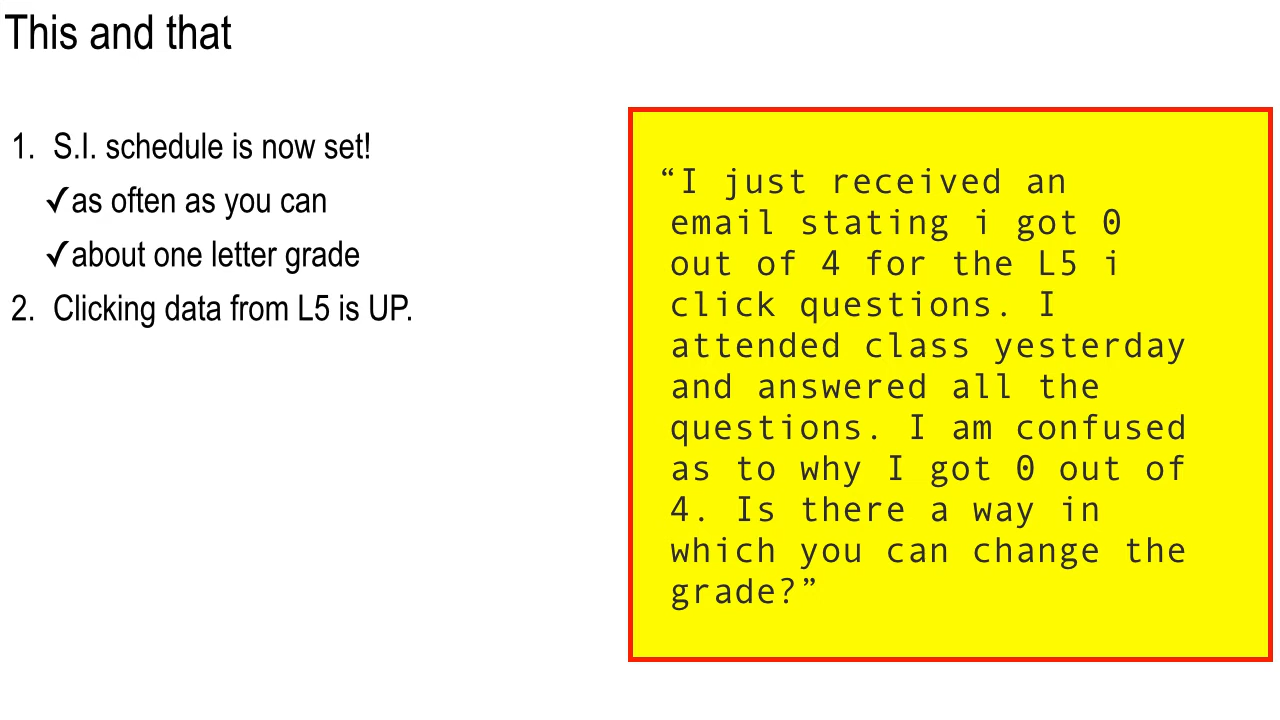 This and that
1. S.I. schedule is now set!
✓as often as you can
✓about one letter grade
2. Clicking data from L5 is UP.
“I just received an
email stating i got 0
out of 4 for the L5 i
click questions. I
attended class yesterday
and answered all the
questions. I am confused
as to why I got 0 out of
4. Is there a way in
which you can change the
grade?”